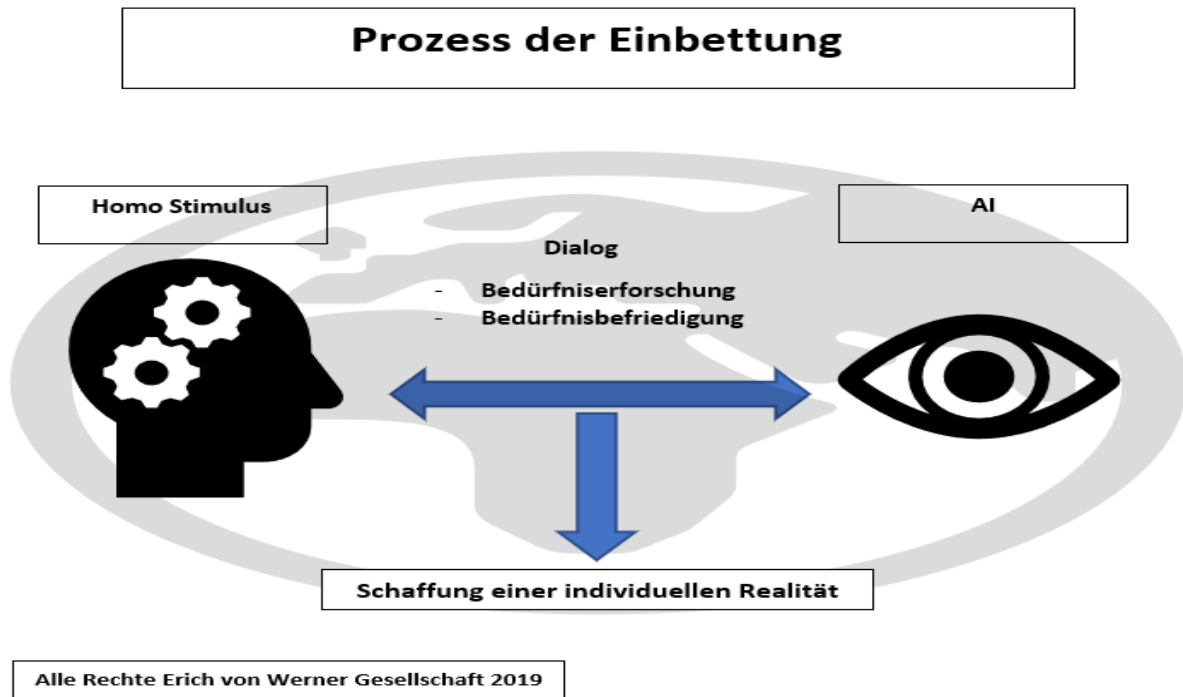 Prozess der Einbettung
Homo Stimulus
AI
Dialog
- Bedürfniserforschung
- Bedürfnisbefriedigung
Schaffung einer individuellen Realität
Alle Rechte Erich von Werner Gesellschaft 2019